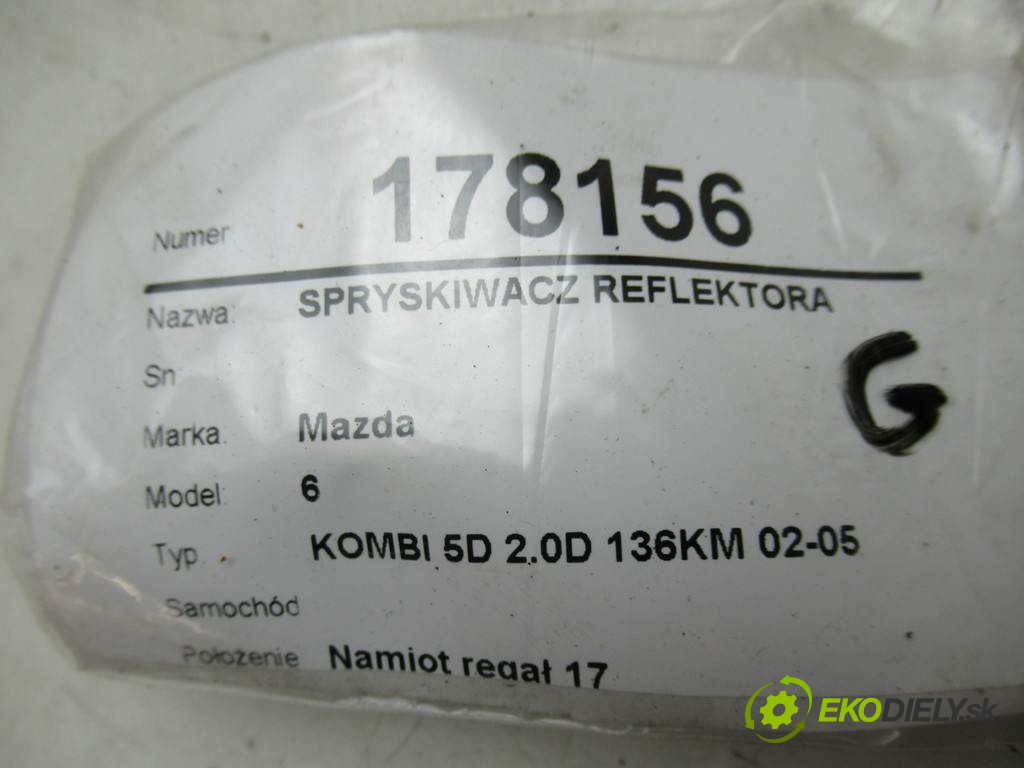 Numer 178156
Nazwa: SPRYSKIWACZ REFLEKTORA
Sn
Marka: Mazda
G
Model: 6
Typ KOMBI 5D 2.0D 136KM 02-05
Samochód
Położenie Namiot regał 17
EKODIELY.sk